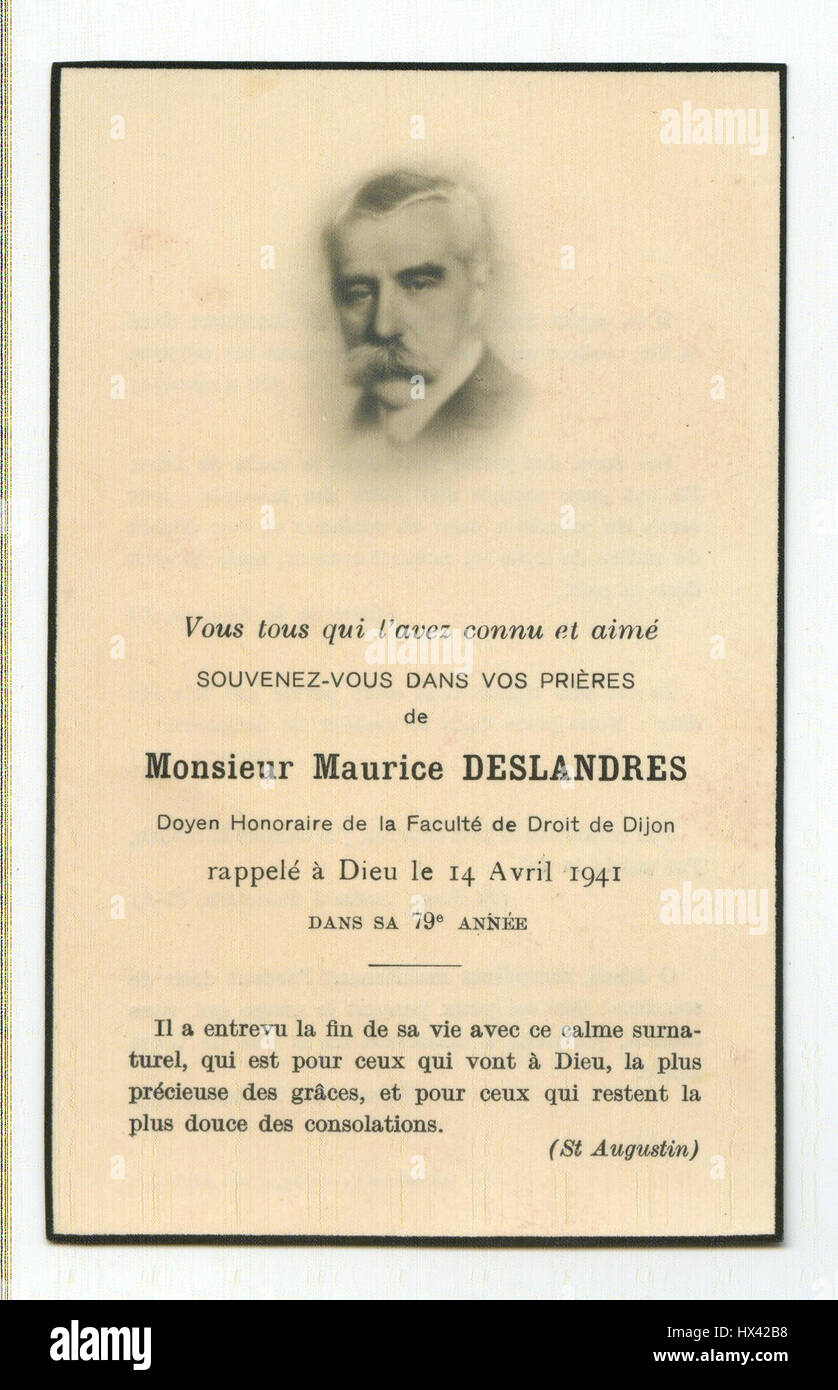 Vous tous qui l'avez connu et aimé
SOUVENEZ-VOUS DANS VOS PRIÈRES
de
Monsieur Maurice DESLANDRES
Doyen Honoraire de la Faculté de Droit de Dijon
rappelé à Dieu le 14 Avril 1941
DANS SA 79e ANNÉE
Il a entrevu la fin de sa vie avec ce calme surna-
turel, qui est pour ceux qui vont à Dieu, la plus
précieuse des grâces, et pour ceux qui restent la
plus douce des consolations.
(St Augustin)
alamy
alamy
alamy
alamy
Image ID: HX42B8
www.alamy.com